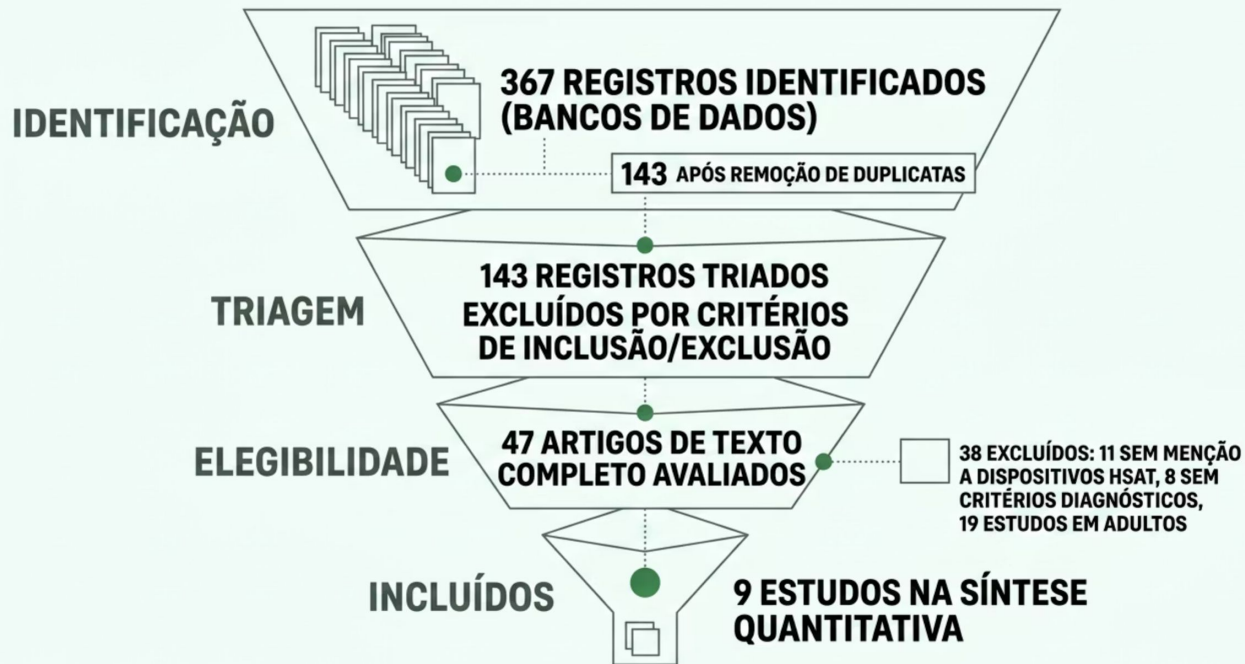 IDENTIFICAÇÃO
367 REGISTROS IDENTIFICADOS
(BANCOS DE DADOS)
143 APÓS REMOÇÃO DE DUPLICATAS
TRIAGEM
143 REGISTROS TRIADOS
EXCLUÍDOS POR CRITÉRIOS
DE INCLUSÃO/EXCLUSÃO
ELEGIBILIDADE
47 ARTIGOS DE TEXTO
COMPLETO AVALIADOS
38 EXCLUÍDOS: 11 SEM MENÇÃO
A DISPOSITIVOS HSAT, 8 SEM
CRITÉRIOS DIAGNÓSTICOS,
19 ESTUDOS EM ADULTOS
INCLUÍDOS
9 ESTUDOS NA SÍNTESE
QUANTITATIVA